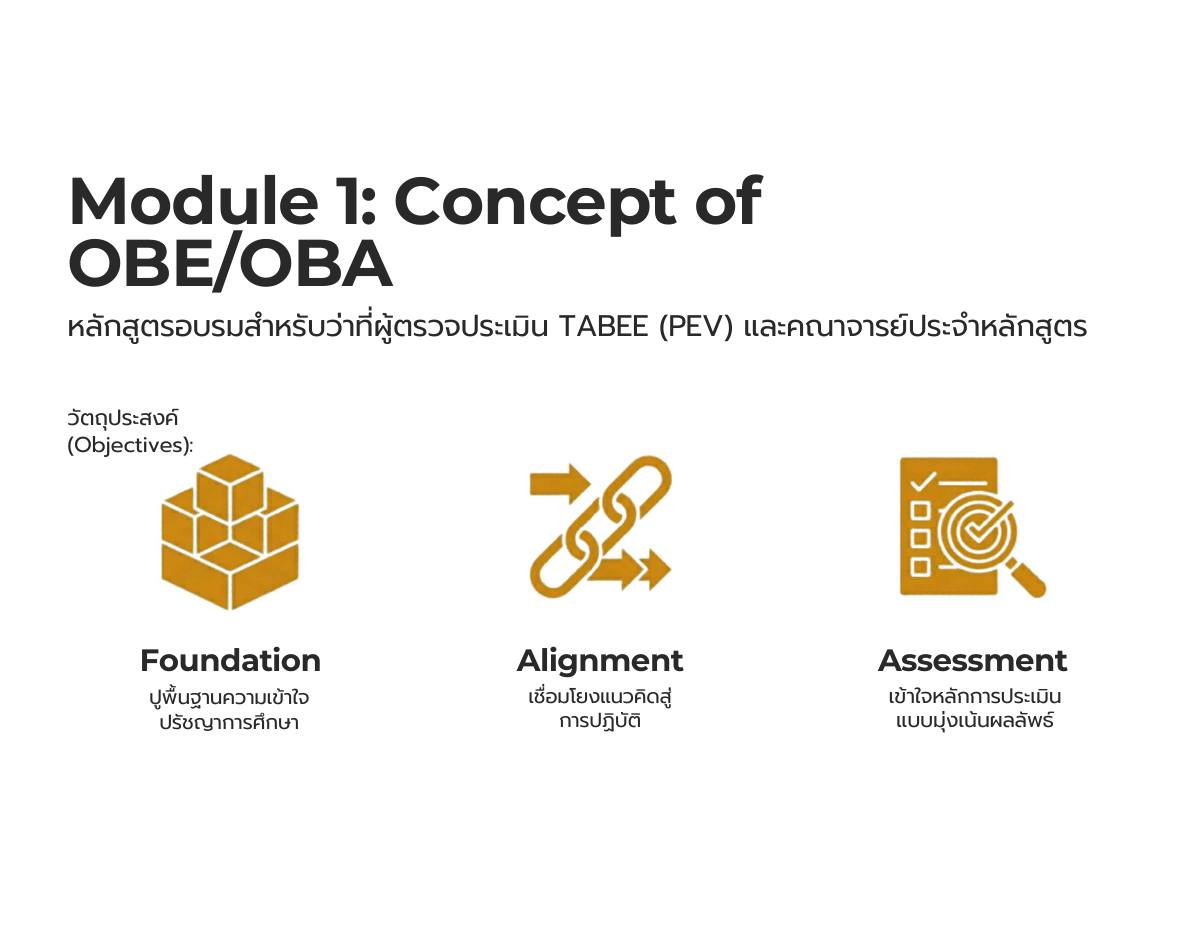 Module 1: Concept of
OBE/OBA
หลักสูตรอบรมสำหรับว่าที่ผู้ตรวจประเมิน TABEE (PEV) และคณาจารย์ประจำหลักสูตร
วัตถุประสงค์
(Objectives):
Foundation
ปูพื้นฐานความเข้าใจ
ปรัชญาการศึกษา
Alignment
เชื่อมโยงแนวคิดสู่
การปฏิบัติ
Assessment
เข้าใจหลักการประเมิน
แบบมุ่งเน้นผลลัพธ์